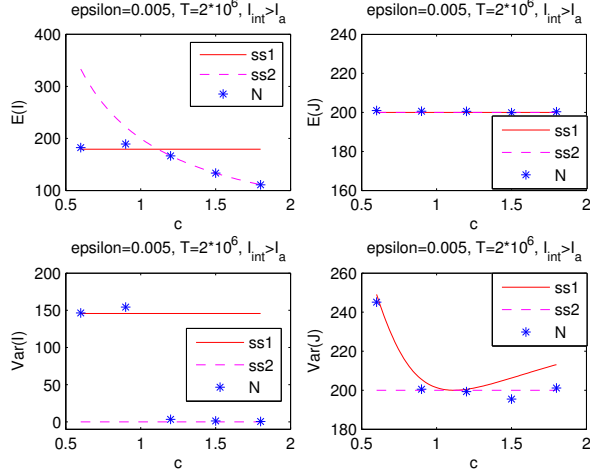 epsilon=0.005, T=2*10^6, I_int>I_a
E(I)
400
300
200
100
0.5 1 1.5 2
c
ss1
ss2
N
epsilon=0.005, T=2*10^6, I_int>I_a
E(J)
240
220
200
180
160
0.5 1 1.5 2
c
ss1
ss2
N
epsilon=0.005, T=2*10^6, I_int>I_a
Var(I)
200
150
100
50
0
0.5 1 1.5 2
c
ss1
ss2
N
epsilon=0.005, T=2*10^6, I_int>I_a
Var(J)
260
240
220
200
180
0.5 1 1.5 2
c
ss1
ss2
N